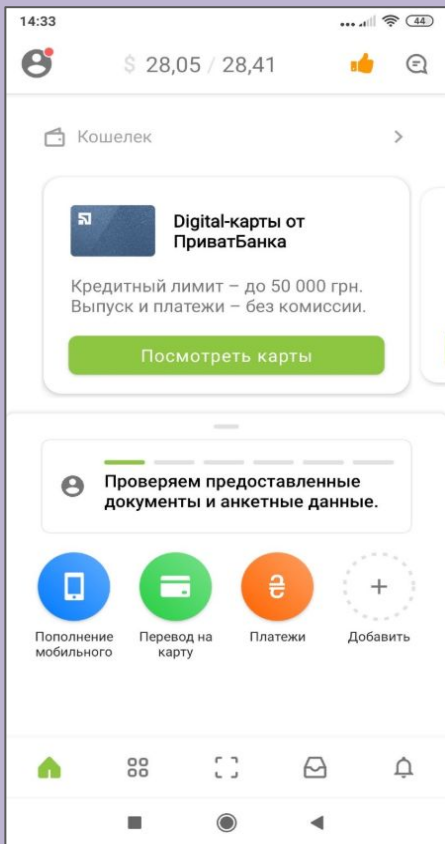 14:33
44
$ 28,05 / 28,41
Кошелек
Digital-карты от
ПриватБанка
Кредитный лимит – до 50 000 грн.
Выпуск и платежи – без комиссии.
Посмотреть карты
Проверяем предоставленные
документы и анкетные данные.
Пополнение
мобильного
Перевод на
карту
Платежи
Добавить